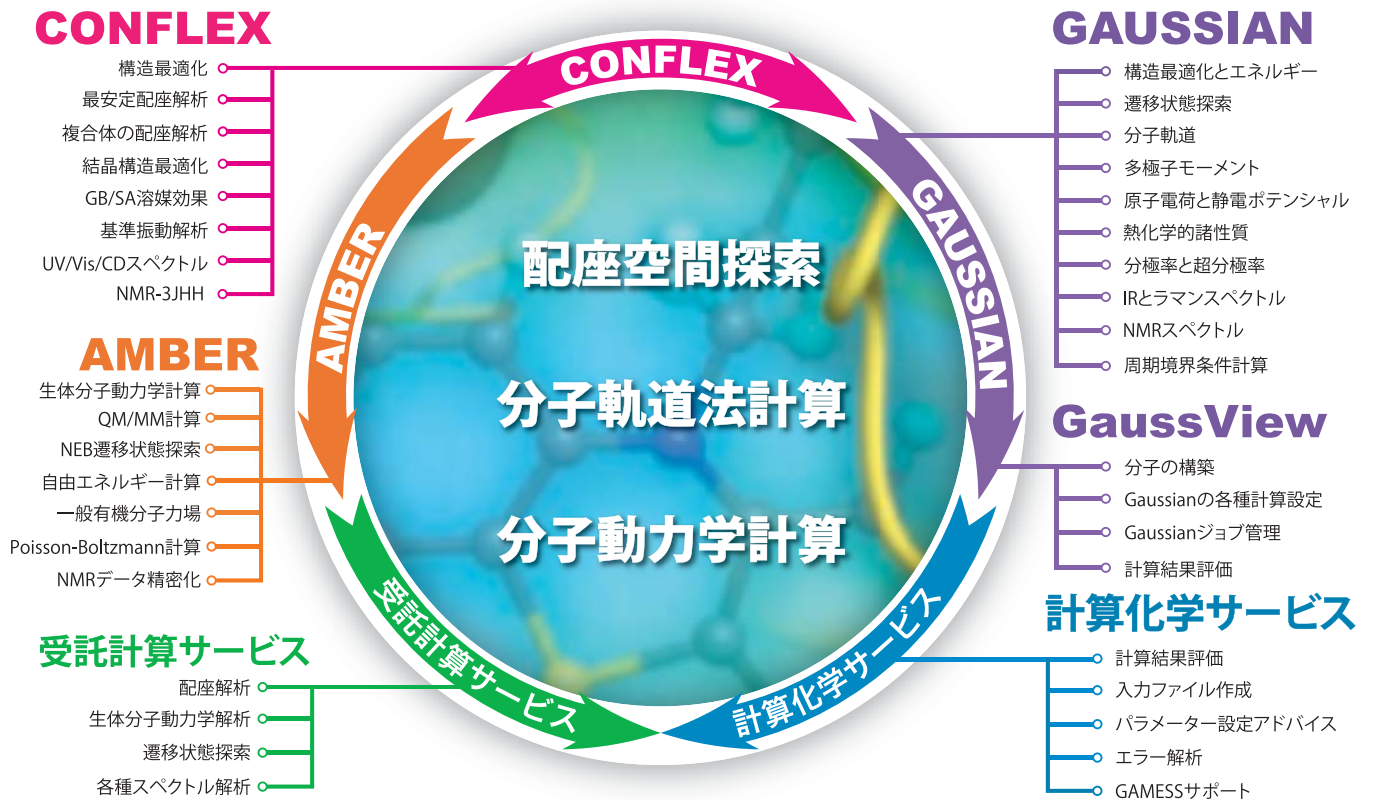 CONFLEX
構造最適化
最安定配座解析
複合体の配座解析
結晶構造最適化
GB/SA溶媒効果
基準振動解析
UV/Vis/CDスペクトル
NMR-3JHH
AMBER
生体分子動力学計算
QM/MM計算
NEB遷移状態探索
自由エネルギー計算
一般有機分子力場
Poisson-Boltzmann計算
NMRデータ精密化
受託計算サービス
配座解析
生体分子動力学解析
遷移状態探索
各種スペクトル解析
CONFLEX
GAUSSIAN
AMBER
受託計算サービス
計算化学サービス
配座空間探索
分子軌道法計算
分子動力学計算
GAUSSIAN
構造最適化とエネルギー
遷移状態探索
分子軌道
多極子モーメント
原子電荷と静電ポテンシャル
熱化学的諸性質
分極率と超分極率
IRとラマンスペクトル
NMRスペクトル
周期境界条件計算
GaussView
分子の構築
Gaussianの各種計算設定
Gaussianジョブ管理
計算結果評価
計算化学サービス
計算結果評価
入力ファイル作成
パラメーター設定アドバイス
エラー解析
GAMESSサポート